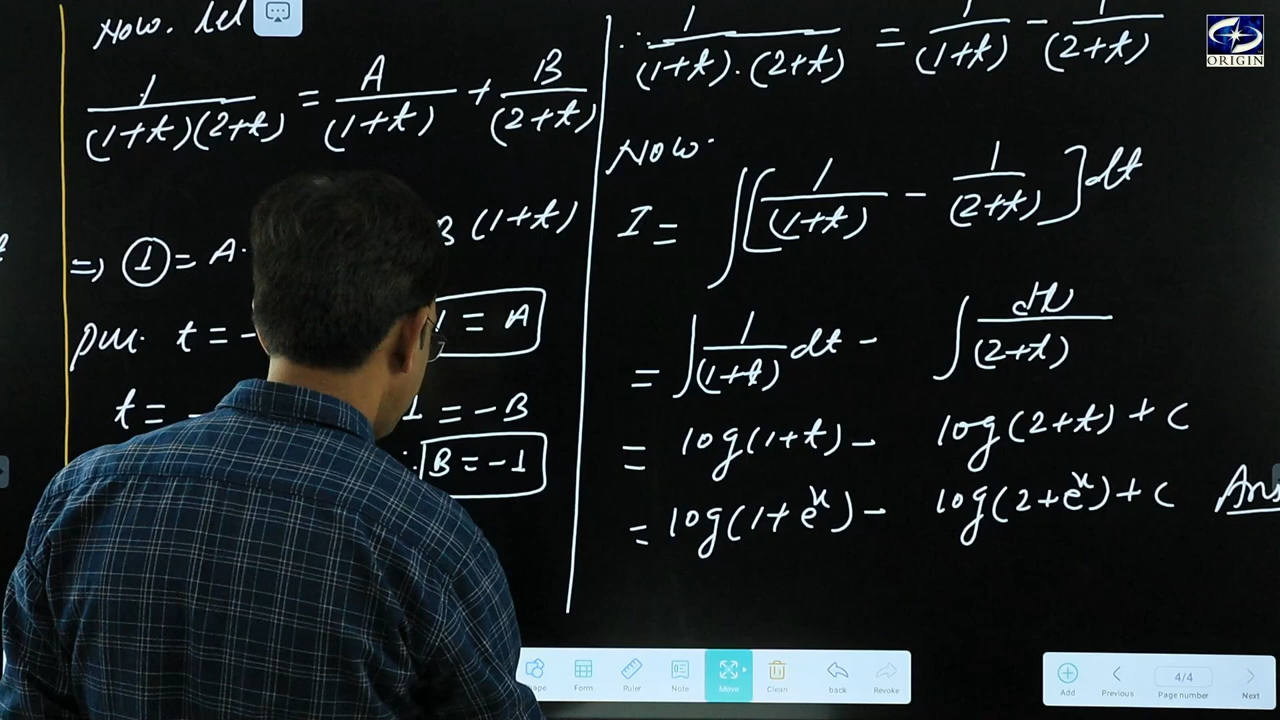 Now. let
1/(1+t)(2+t) = A/(1+t) + B/(2+t)
=> 1 = A. B(1+t)
put t = - 1 = A
t = - 1 = -B
∴ B = -1
∴ 1/(1+t).(2+t) = 1/(1+t) - 1/(2+t)
Now.
I = ∫[1/(1+t) - 1/(2+t)]dt
= ∫1/(1+t) dt - ∫dt/(2+t)
= log(1+t) - log(2+t) + c
= log(1+e^x) - log(2+e^x) + c Ans
ORIGIN
Form Ruler Note Move Clean back Revoke
Add Previous 4/4 Page number Next